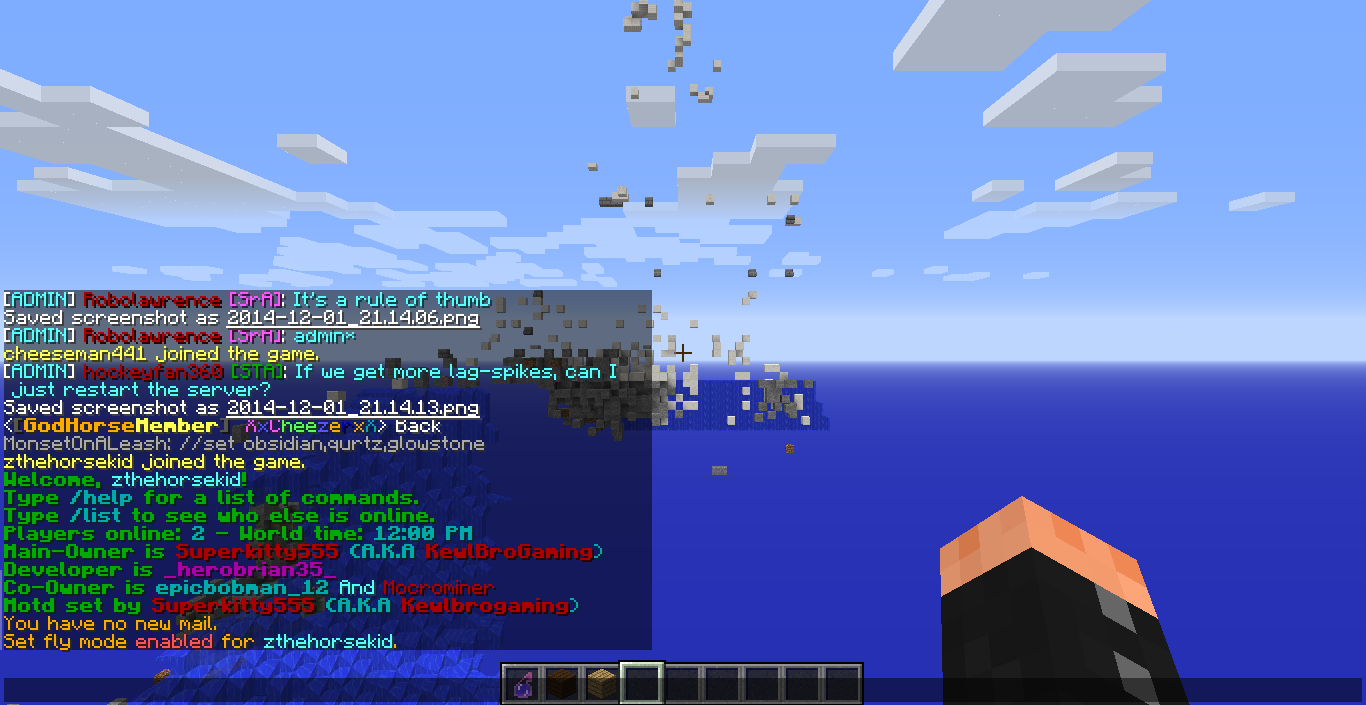 [ADMIN] Robolawrence [SrA]: It's a rule of thumb
Saved screenshot as 2014-12-01_21.14.06.png
[ADMIN] Robolawrence [SrA]: admin*
cheeseman441 joined the game.
[ADMIN] hockeyfan360 [STA]: If we get more lag-spikes, can I
just restart the server?
Saved screenshot as 2014-12-01_21.14.13.png
<[GodHorseMember] XxCheeze_xX> Back
MonsetOnALeash: //set obsidian,qurtz,glowstone
zthehorsekid joined the game.
Welcome, zthehorsekid!
Type /help for a list of commands.
Type /list to see who else is online.
Players online: 2 - World time: 12:00 PM
Main-Owner is Superkitty555 (A.K.A KewlBroGaming)
Developer is _herobrian35_
Co-Owner is epicbobman_12 And Mocrominer
Motd set by Superkitty555 (A.K.A Kewlbrogaming)
You have no new mail.
Set fly mode enabled for zthehorsekid.